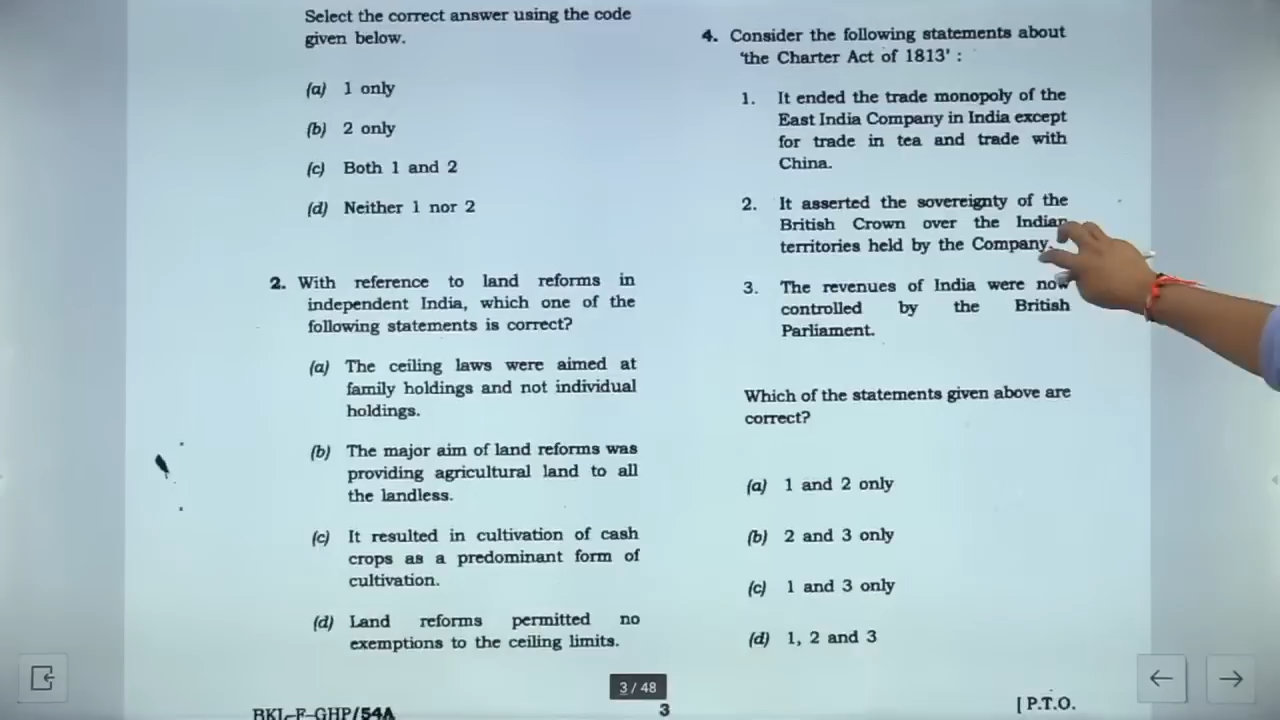 Select the correct answer using the code
given below.
(a) 1 only
(b) 2 only
(c) Both 1 and 2
(d) Neither 1 nor 2
2. With reference to land reforms in
independent India, which one of the
following statements is correct?
(a) The ceiling laws were aimed at
family holdings and not individual
holdings.
(b) The major aim of land reforms was
providing agricultural land to all
the landless.
(c) It resulted in cultivation of cash
crops as a predominant form of
cultivation.
(d) Land reforms permitted no
exemptions to the ceiling limits.
4. Consider the following statements about
'the Charter Act of 1813' :
1. It ended the trade monopoly of the
East India Company in India except
for trade in tea and trade with
China.
2. It asserted the sovereignty of the
British Crown over the Indian
territories held by the Company.
3. The revenues of India were now
controlled by the British
Parliament.
Which of the statements given above are
correct?
(a) 1 and 2 only
(b) 2 and 3 only
(c) 1 and 3 only
(d) 1, 2 and 3
3 / 48
BKI-F-GHP/54A
3
[ P.T.O.